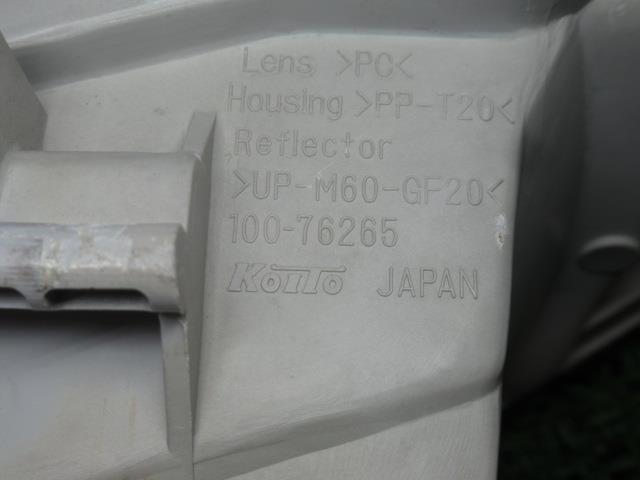 Lens >PC<
Housing >PP-T20<
Reflector
>UP-M60-GF20<
100-76265
KOITO JAPAN